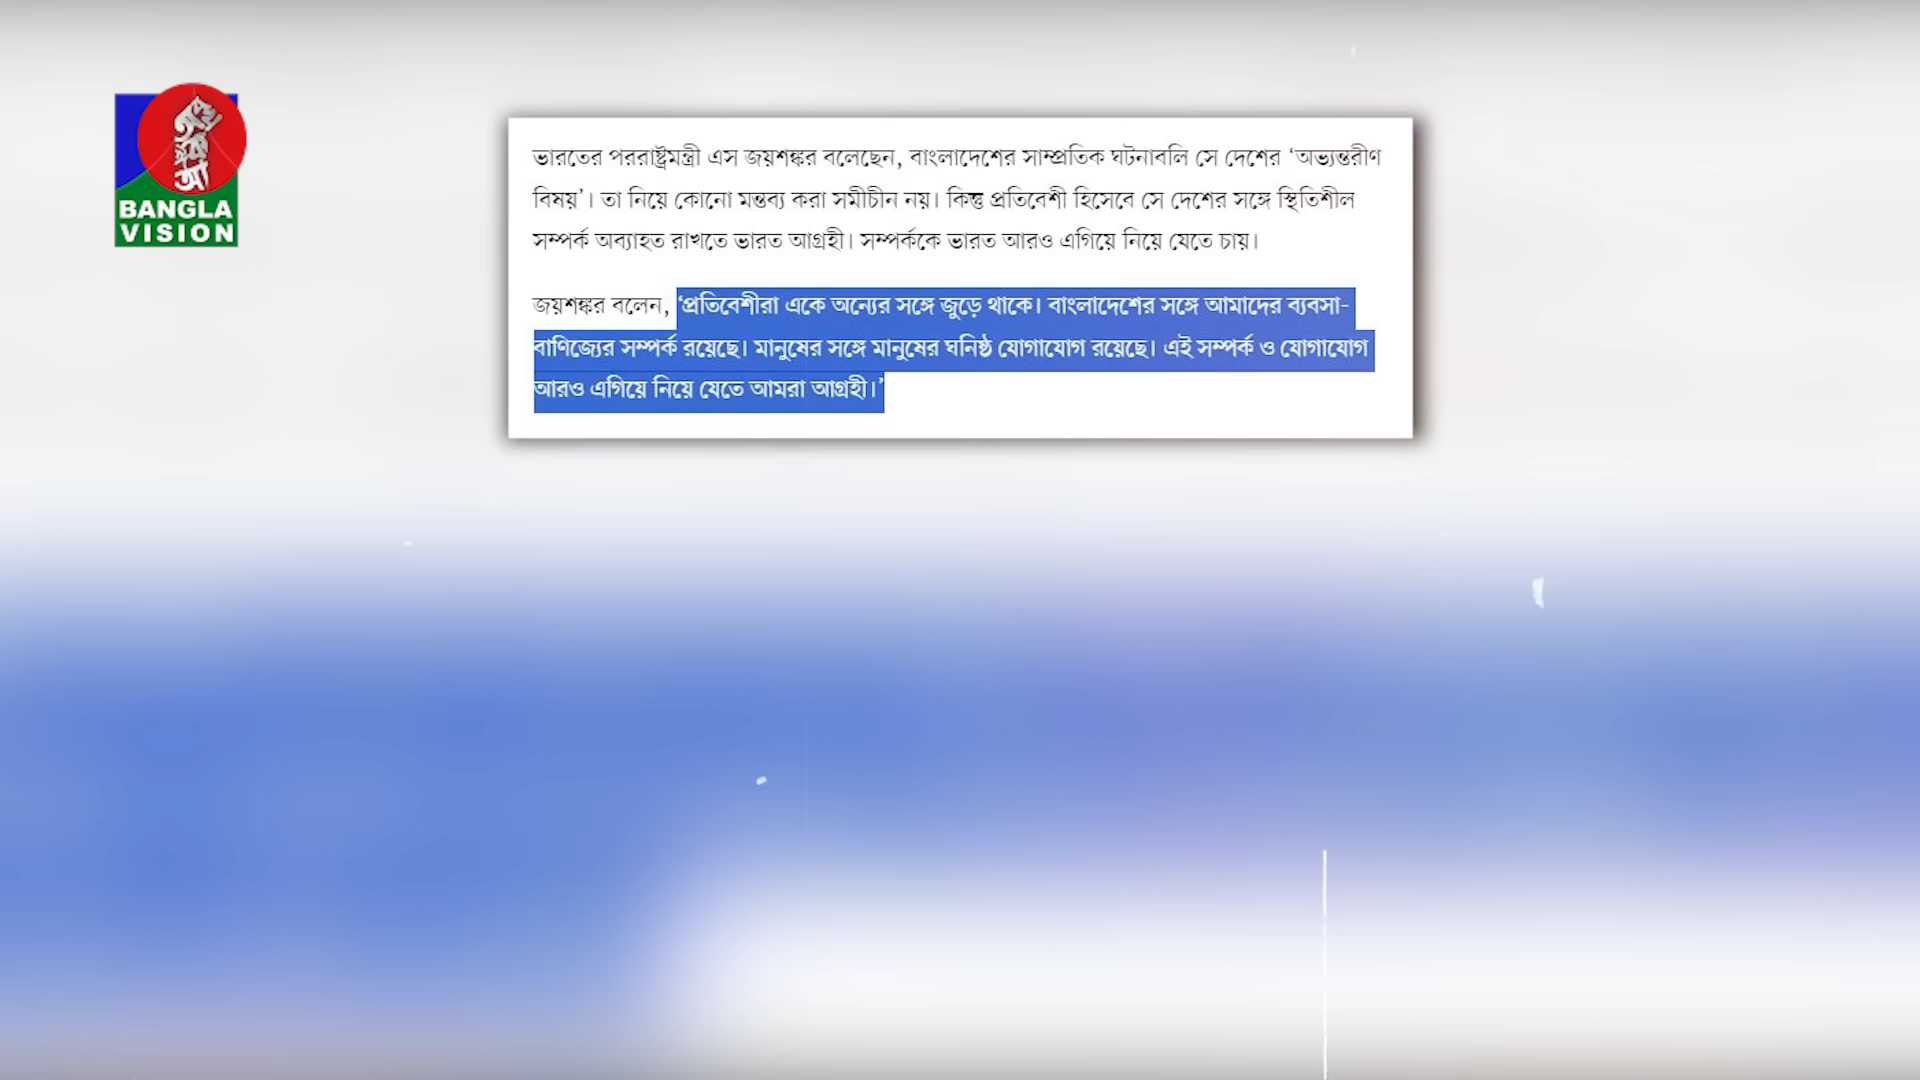 BANGLA
VISION
ভারতের পররাষ্ট্রমন্ত্রী এস জয়শঙ্কর বলেছেন, বাংলাদেশের সাম্প্রতিক ঘটনাবলি সে দেশের ‘অভ্যন্তরীণ
বিষয়’। তা নিয়ে কোনো মন্তব্য করা সমীচীন নয়। কিন্তু প্রতিবেশী হিসেবে সে দেশের সঙ্গে স্থিতিশীল
সম্পর্ক অব্যাহত রাখতে ভারত আগ্রহী। সম্পর্ককে ভারত আরও এগিয়ে নিয়ে যেতে চায়।
জয়শঙ্কর বলেন, ‘প্রতিবেশীরা একে অন্যের সঙ্গে জুড়ে থাকে। বাংলাদেশের সঙ্গে আমাদের ব্যবসা-
বাণিজ্যের সম্পর্ক রয়েছে। মানুষের সঙ্গে মানুষের ঘনিষ্ঠ যোগাযোগ রয়েছে। এই সম্পর্ক ও যোগাযোগ
আরও এগিয়ে নিয়ে যেতে আমরা আগ্রহী।’